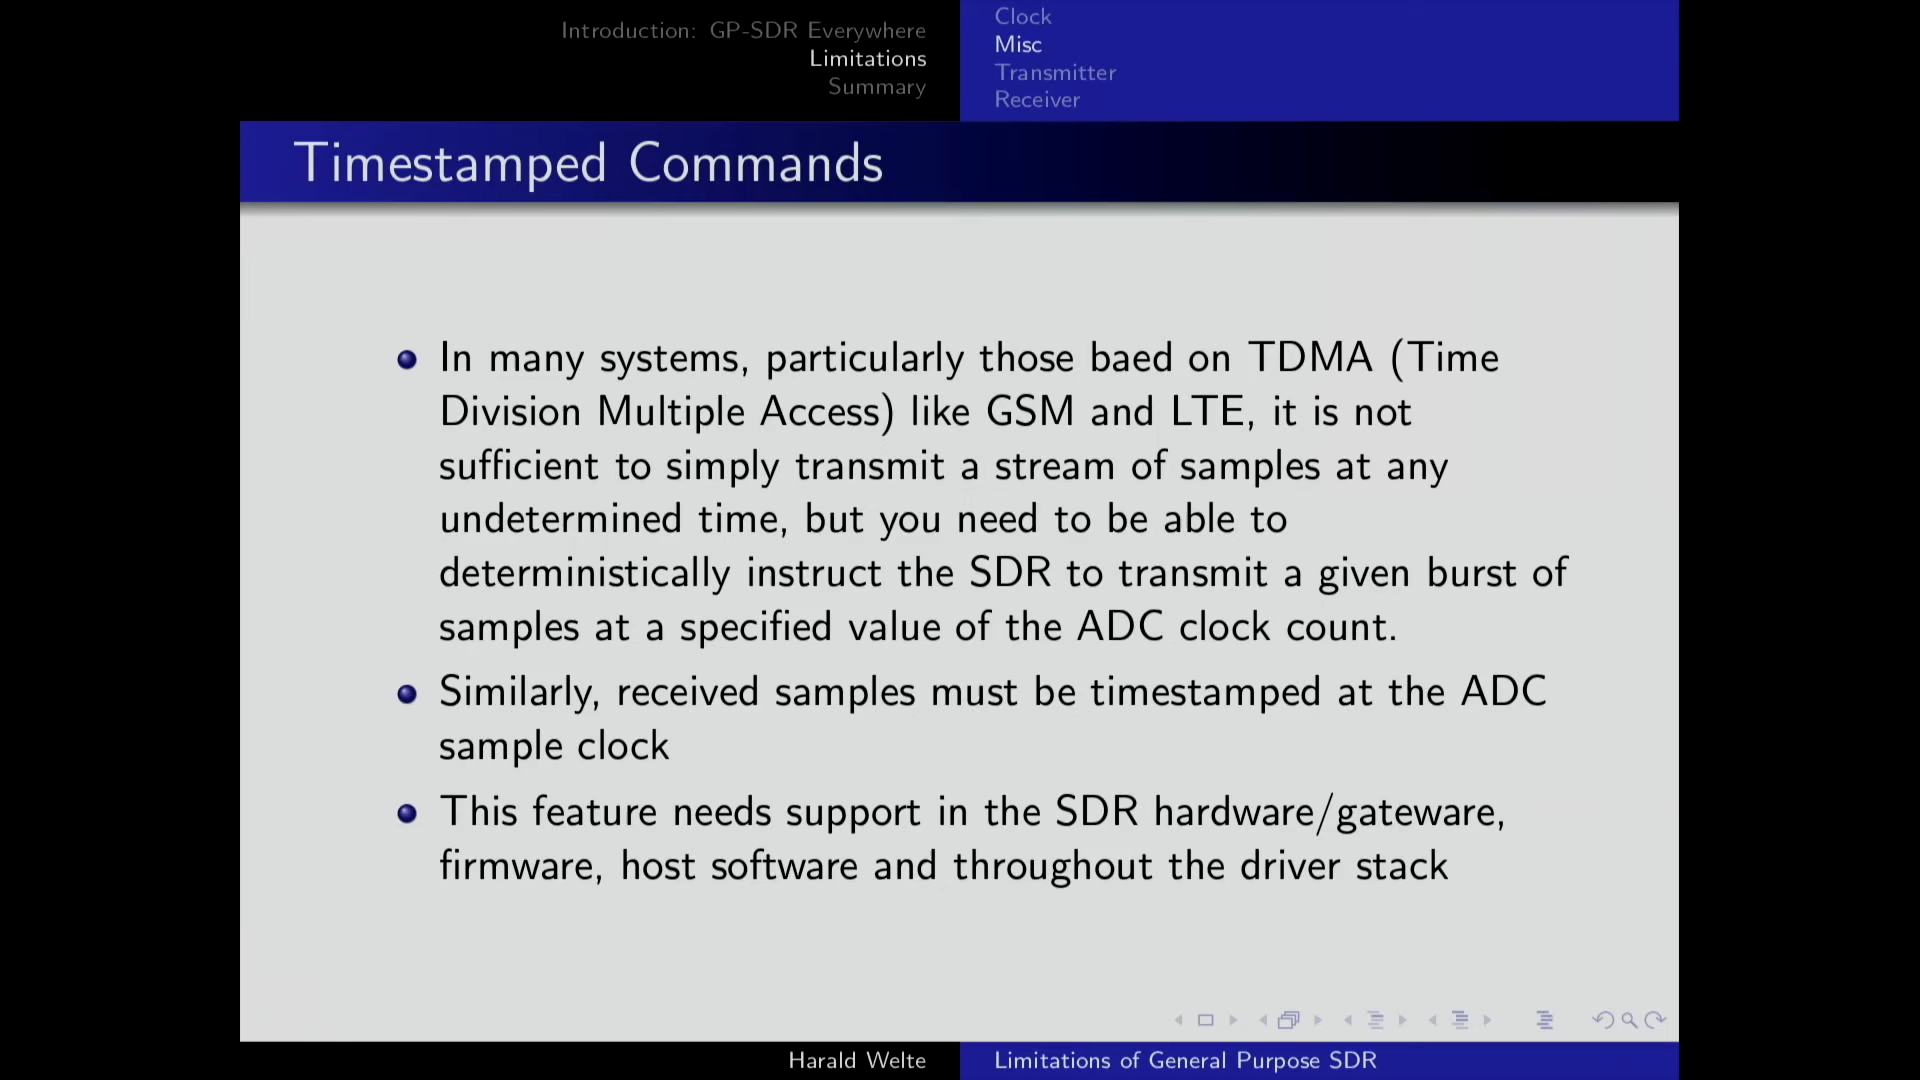 Introduction: GP-SDR Everywhere
Limitations
Summary
Clock
Misc
Transmitter
Receiver
Timestamped Commands
In many systems, particularly those baed on TDMA (Time
Division Multiple Access) like GSM and LTE, it is not
sufficient to simply transmit a stream of samples at any
undetermined time, but you need to be able to
deterministically instruct the SDR to transmit a given burst of
samples at a specified value of the ADC clock count.
Similarly, received samples must be timestamped at the ADC
sample clock
This feature needs support in the SDR hardware/gateware,
firmware, host software and throughout the driver stack
Harald Welte
Limitations of General Purpose SDR